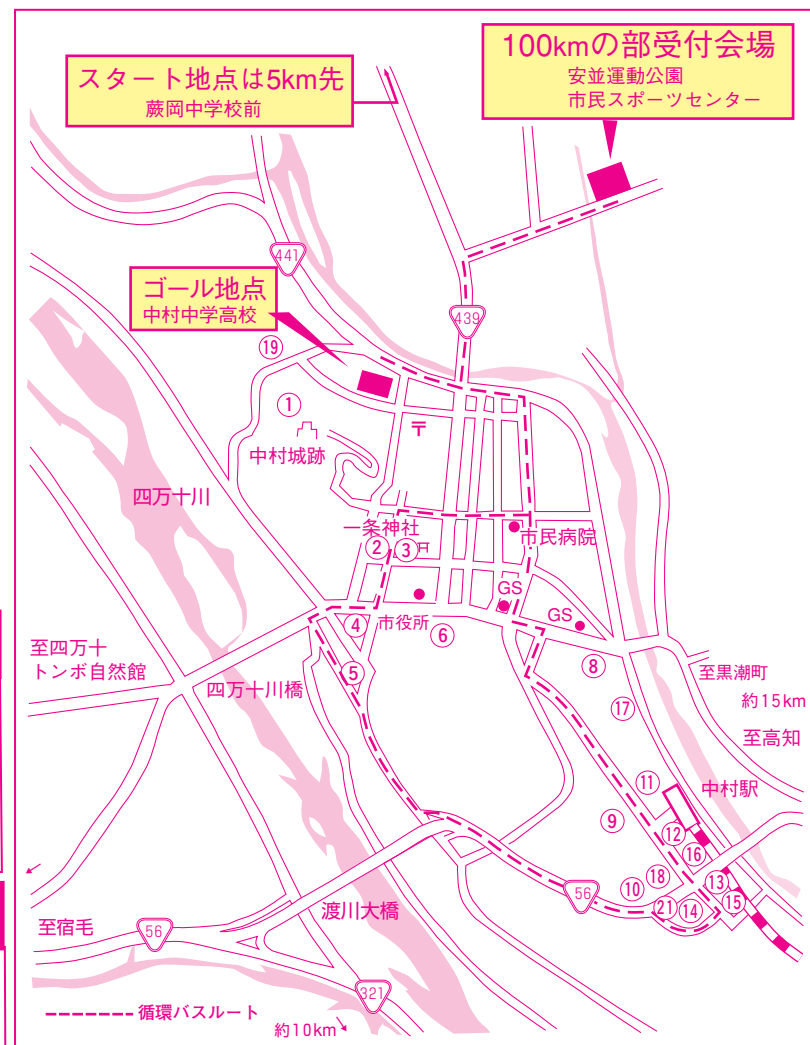 スタート地点は5km先
蕨岡中学校前
100kmの部受付会場
安並運動公園
市民スポーツセンター
441
ゴール地点
中村中学高校
439
⑲
①
〒
中村城跡
四万十川
一条神社
市民病院
②
③
GS
GS
④
市役所
⑥
至四万十
トンボ自然館
⑤
四万十川橋
⑧
至黒潮町
約15km
⑰
至高知
⑪
中村駅
⑨
⑫
⑯
⑱
⑩
56
⑬
⑮
㉑
⑭
至宿毛
56
渡川大橋
321
循環バスルート
約10km